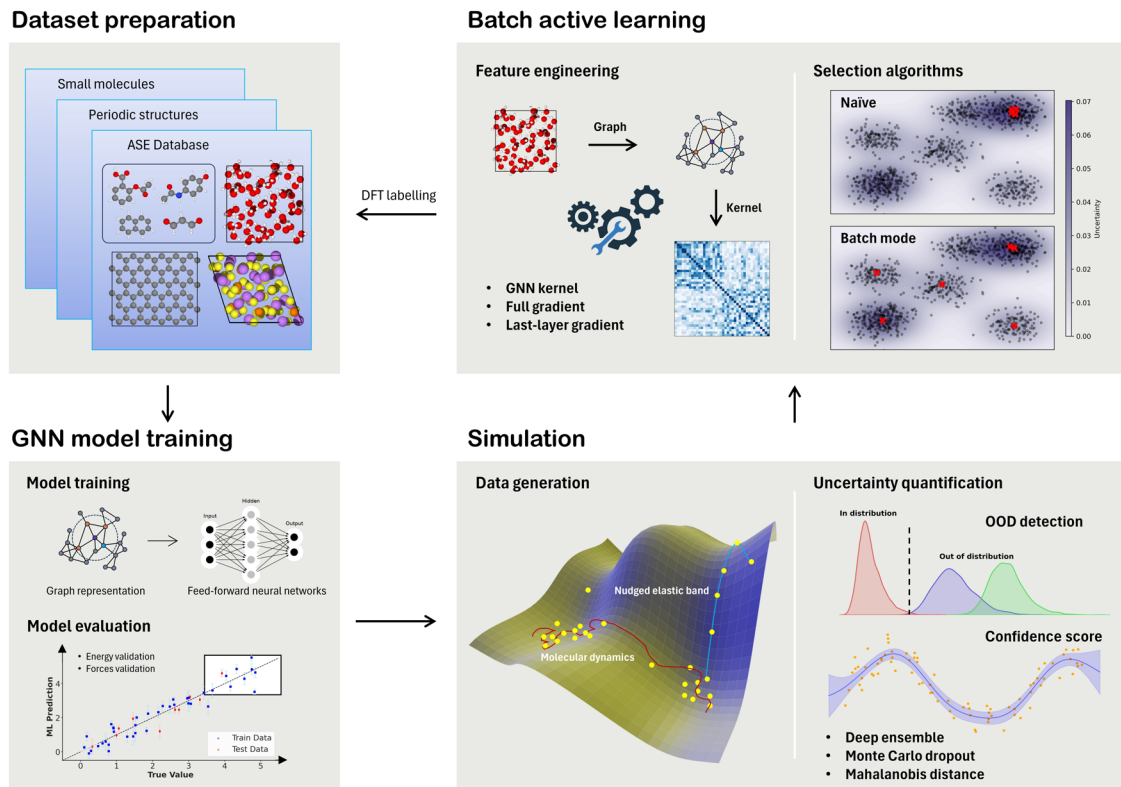 Dataset preparation
Small molecules
Periodic structures
ASE Database
DFT labelling
Batch active learning
Feature engineering
Graph
Kernel
• GNN kernel
• Full gradient
• Last-layer gradient
Selection algorithms
Naïve
Batch mode
0.07
0.06
0.05
0.04
0.03
0.02
0.01
0.00
Uncertainty
GNN model training
Model training
Graph representation
Input
Hidden
Output
Feed-forward neural networks
Model evaluation
• Energy validation
• Forces validation
ML Prediction
4
2
0
0 1 2 3 4 5
True Value
Train Data
Test Data
Simulation
Data generation
Nudged elastic band
Molecular dynamics
Uncertainty quantification
In distribution
OOD detection
Out of distribution
Confidence score
• Deep ensemble
• Monte Carlo dropout
• Mahalanobis distance